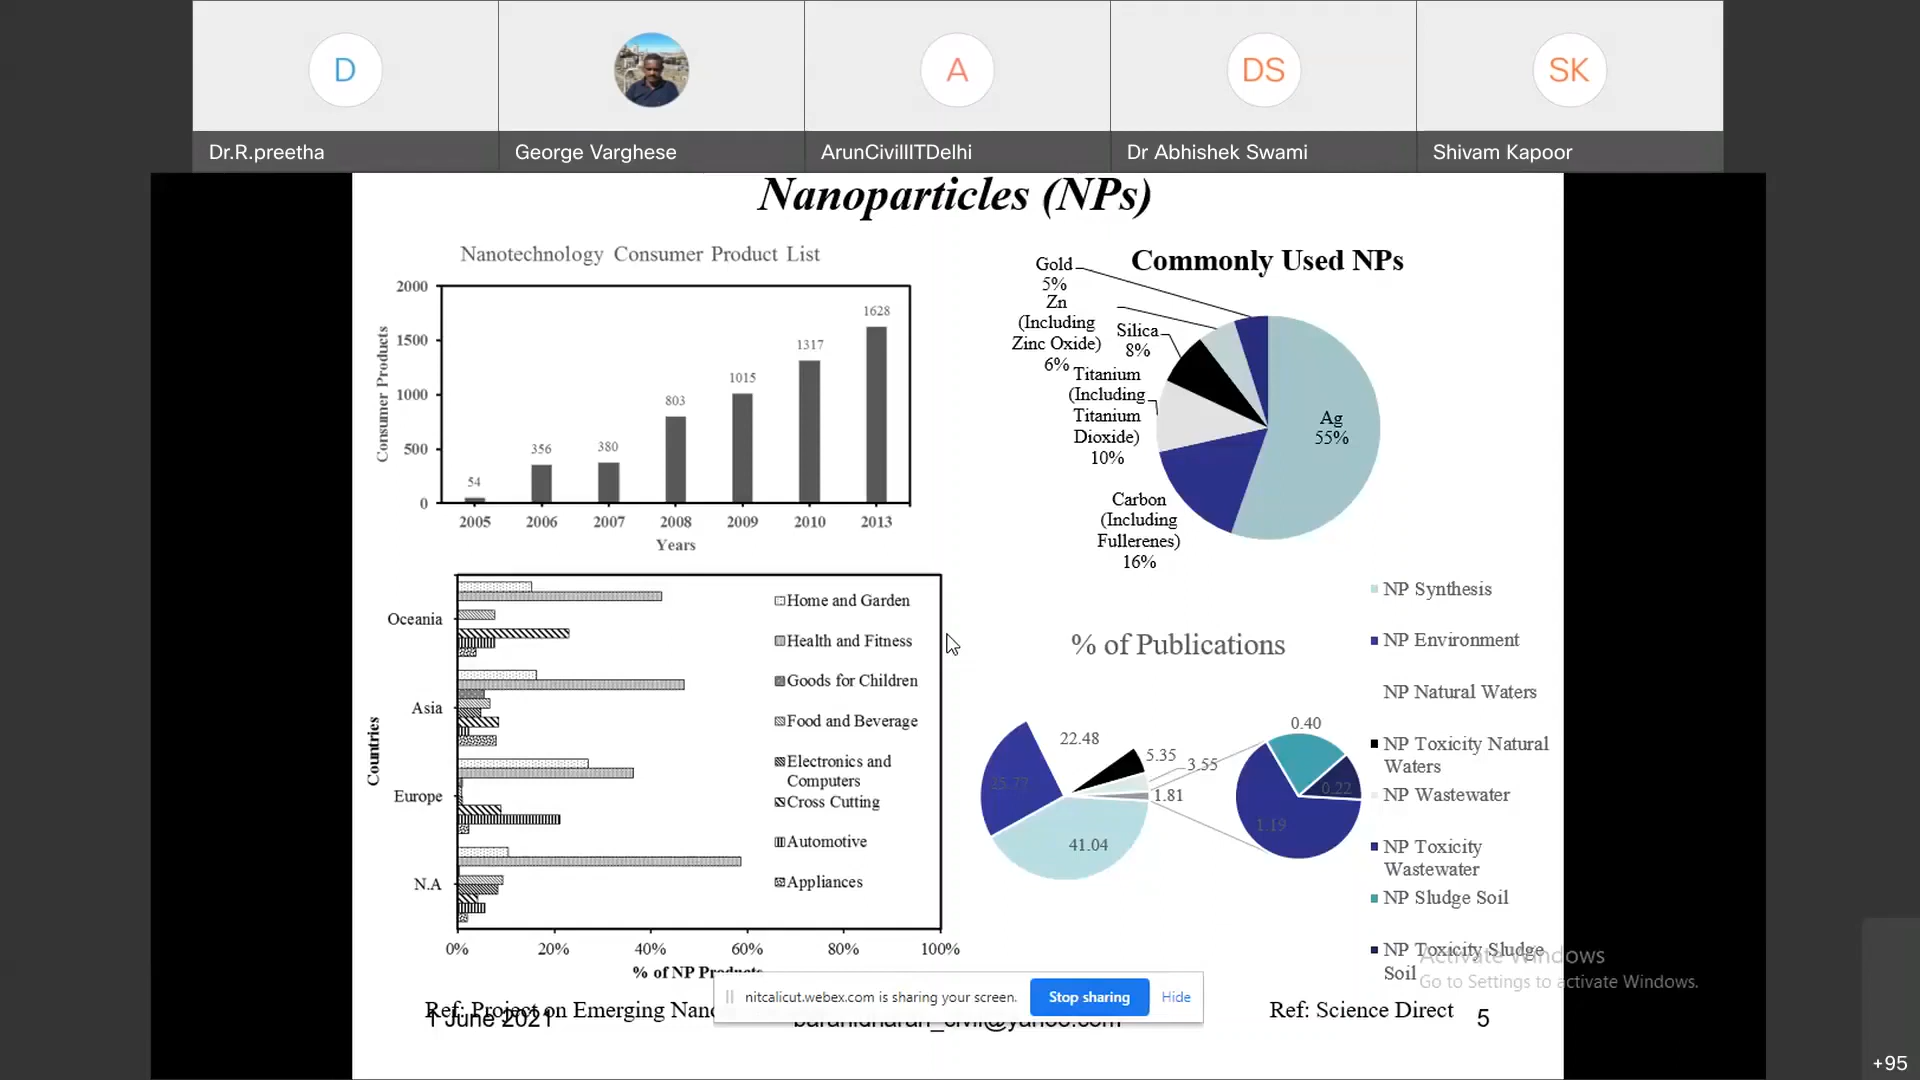 D
A
DS
SK
Dr.R.preetha
George Varghese
ArunCivilIITDelhi
Dr Abhishek Swami
Shivam Kapoor
Nanoparticles (NPs)
Nanotechnology Consumer Product List
Consumer Products
2000
1500
1000
500
0
54
356
380
803
1015
1317
1628
2005
2006
2007
2008
2009
2010
2013
Years
Commonly Used NPs
Gold
5%
Zn
(Including
Zinc Oxide)
6%
Silica
8%
Titanium
(Including
Titanium
Dioxide)
10%
Carbon
(Including
Fullerenes)
16%
Ag
55%
Countries
Oceania
Asia
Europe
N.A
Home and Garden
Health and Fitness
Goods for Children
Food and Beverage
Electronics and
Computers
Cross Cutting
Automotive
Appliances
0%
20%
40%
60%
80%
100%
% of NP Products
% of Publications
22.48
5.35
3.55
1.81
41.04
0.40
0.22
1.19
NP Synthesis
NP Environment
NP Natural Waters
NP Toxicity Natural
Waters
NP Wastewater
NP Toxicity
Wastewater
NP Sludge Soil
NP Toxicity Sludge
Soil
Activate Windows
Go to Settings to activate Windows.
nitcalicut.webex.com is sharing your screen.
Stop sharing
Hide
Ref: Project on Emerging
Ref: Science Direct
1 June 2021
baranidharan_civil@yahoo.com
5
+95